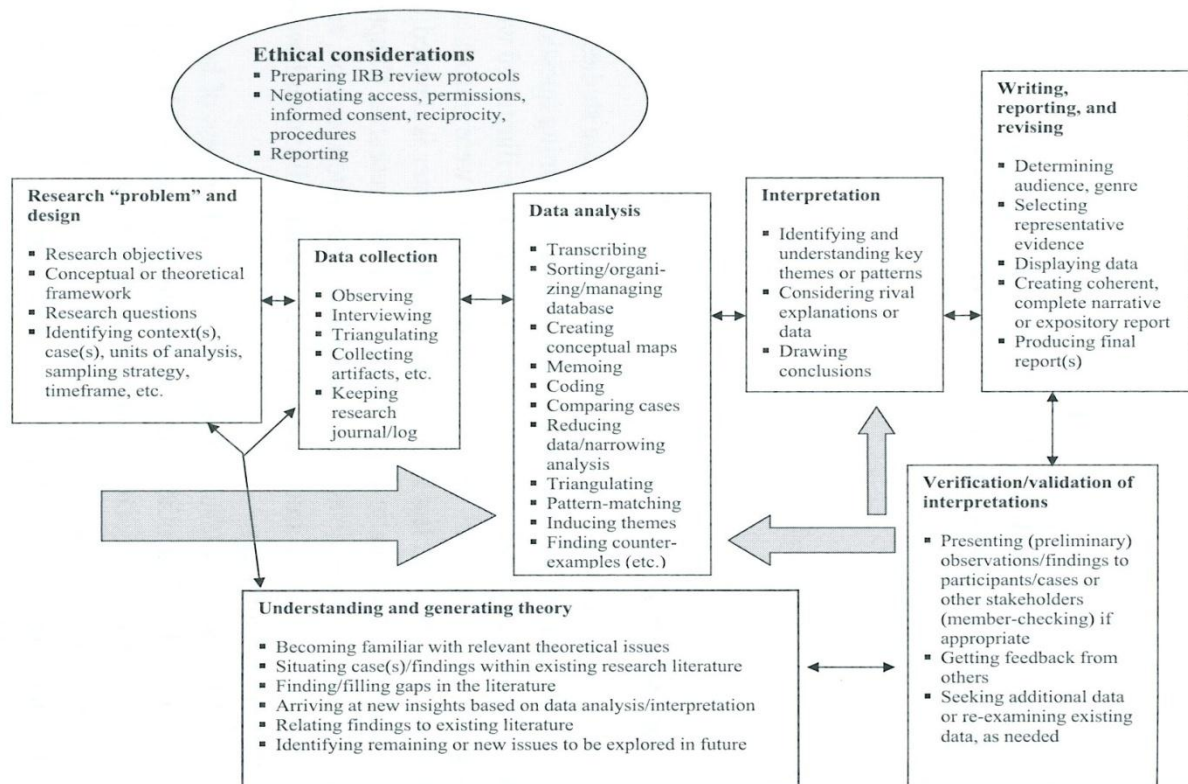 Ethical considerations
▪ Preparing IRB review protocols
▪ Negotiating access, permissions,
informed consent, reciprocity,
procedures
▪ Reporting
Research “problem” and
design
▪ Research objectives
▪ Conceptual or theoretical
framework
▪ Research questions
▪ Identifying context(s),
case(s), units of analysis,
sampling strategy,
timeframe, etc.
Data collection
▪ Observing
▪ Interviewing
▪ Triangulating
▪ Collecting
artifacts, etc.
▪ Keeping
research
journal/log
Data analysis
▪ Transcribing
▪ Sorting/organi-
zing/managing
database
▪ Creating
conceptual maps
▪ Memoing
▪ Coding
▪ Comparing cases
▪ Reducing
data/narrowing
analysis
▪ Triangulating
▪ Pattern-matching
▪ Inducing themes
▪ Finding counter-
examples (etc.)
Interpretation
▪ Identifying and
understanding key
themes or patterns
▪ Considering rival
explanations or
data
▪ Drawing
conclusions
Writing,
reporting, and
revising
▪ Determining
audience, genre
▪ Selecting
representative
evidence
▪ Displaying data
▪ Creating coherent,
complete narrative
or expository report
▪ Producing final
report(s)
Verification/validation of
interpretations
▪ Presenting (preliminary)
observations/findings to
participants/cases or
other stakeholders
(member-checking) if
appropriate
▪ Getting feedback from
others
▪ Seeking additional data
or re-examining existing
data, as needed
Understanding and generating theory
▪ Becoming familiar with relevant theoretical issues
▪ Situating case(s)/findings within existing research literature
▪ Finding/filling gaps in the literature
▪ Arriving at new insights based on data analysis/interpretation
▪ Relating findings to existing literature
▪ Identifying remaining or new issues to be explored in future